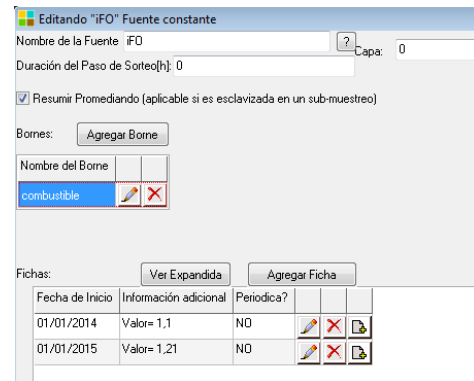 Editando "iFO" Fuente constante
Nombre de la Fuente iFO ? Capa: 0
Duración del Paso de Sorteo[h]: 0
Resumir Promediando (aplicable si es esclavizada en un sub-muestreo)
Bornes: Agregar Borne
Nombre del Borne
combustible
Fichas: Ver Expandida Agregar Ficha
Fecha de Inicio Información adicional Periodica?
01/01/2014 Valor= 1,1 NO
01/01/2015 Valor= 1,21 NO